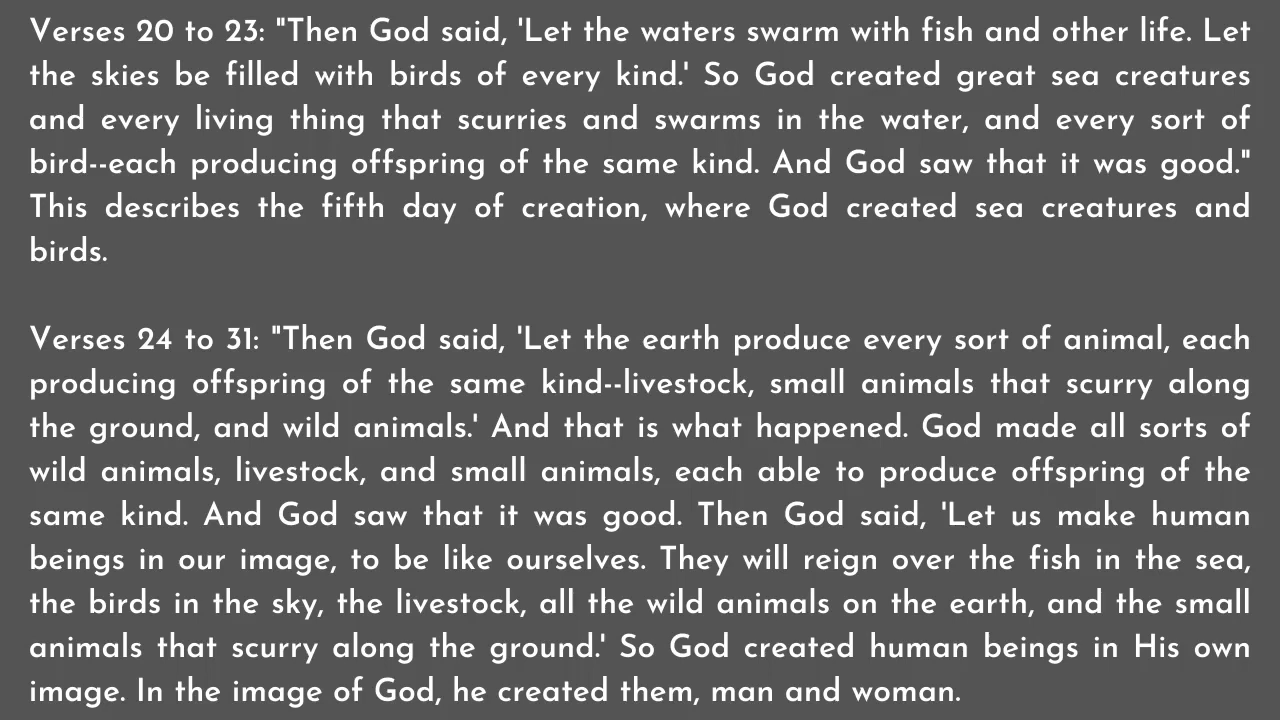 Verses 20 to 23: "Then God said, 'Let the waters swarm with fish and other life. Let
the skies be filled with birds of every kind.' So God created great sea creatures
and every living thing that scurries and swarms in the water, and every sort of
bird--each producing offspring of the same kind. And God saw that it was good."
This describes the fifth day of creation, where God created sea creatures and
birds.
Verses 24 to 31: "Then God said, 'Let the earth produce every sort of animal, each
producing offspring of the same kind--livestock, small animals that scurry along
the ground, and wild animals.' And that is what happened. God made all sorts of
wild animals, livestock, and small animals, each able to produce offspring of the
same kind. And God saw that it was good. Then God said, 'Let us make human
beings in our image, to be like ourselves. They will reign over the fish in the sea,
the birds in the sky, the livestock, all the wild animals on the earth, and the small
animals that scurry along the ground.' So God created human beings in His own
image. In the image of God, he created them, man and woman.